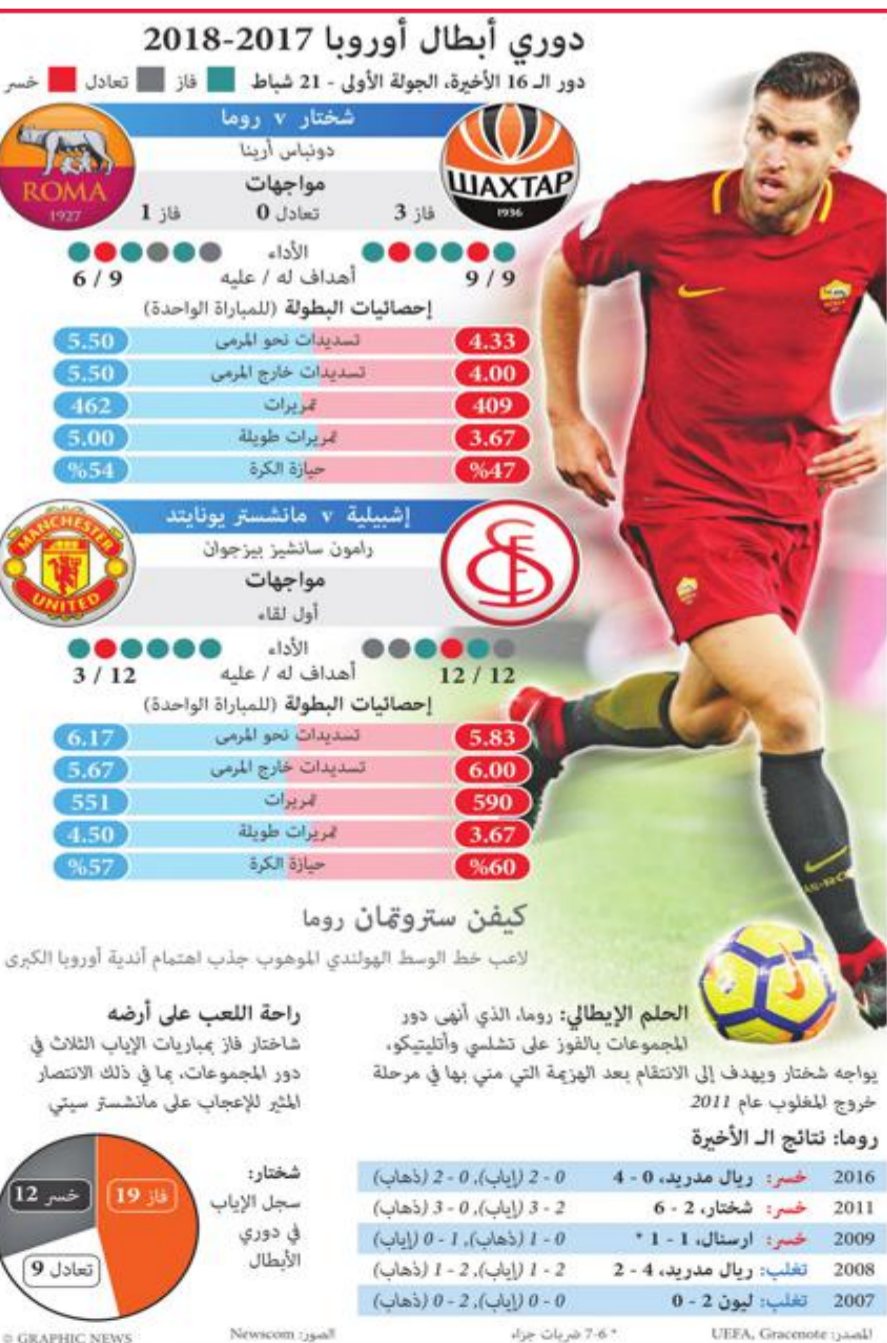 دوري أبطال أوروبا 2017-2018
دور الـ 16 الأخيرة، الجولة الأولى - 21 شباط فاز تعادل خسر
شختار v روما
دونباس أرينا
مواجهات
فاز 3 تعادل 0 فاز 1
ШАХТАР
1936
ROMA
1927
الأداء
9 / 9 أهداف له / عليه 6 / 9
إحصائيات البطولة (للمباراة الواحدة)
4.33 تسديدات نحو المرمى 5.50
4.00 تسديدات خارج المرمى 5.50
409 تمريرات 462
3.67 تمريرات طويلة 5.00
%47 حيازة الكرة %54
إشبيلية v مانشستر يونايتد
رامون سانشيز بيزجوان
مواجهات
أول لقاء
MANCHESTER
UNITED
الأداء
12 / 12 أهداف له / عليه 3 / 12
إحصائيات البطولة (للمباراة الواحدة)
5.83 تسديدات نحو المرمى 6.17
6.00 تسديدات خارج المرمى 5.67
590 تمريرات 551
3.67 تمريرات طويلة 4.50
%60 حيازة الكرة %57
كيفن ستروتمان روما
لاعب خط الوسط الهولندي الموهوب جذب اهتمام أندية أوروبا الكبرى
الحلم الإيطالي: روما، الذي أنهى دور
المجموعات بالفوز على تشلسي وأتليتيكو،
يواجه شختار ويهدف إلى الانتقام بعد الهزيمة التي مني بها في مرحلة
خروج المغلوب عام 2011
روما: نتائج الـ الأخيرة
2016 خسر: ريال مدريد، 0 - 4 0 - 2 (إياب)، 0 - 2 (ذهاب)
2011 خسر: شختار، 2 - 6 2 - 3 (إياب)، 0 - 3 (ذهاب)
2009 خسر: ارسنال، 1 - 1 * 0 - 1 (ذهاب)، 1 - 0 (إياب)
2008 تغلب: ريال مدريد، 4 - 2 2 - 1 (إياب)، 2 - 1 (ذهاب)
2007 تغلب: ليون 2 - 0 0 - 0 (إياب)، 2 - 0 (ذهاب)
راحة اللعب على أرضه
شاختار فاز بمباريات الإياب الثلاث في
دور المجموعات، بما في ذلك الانتصار
المثير للإعجاب على مانشستر سيتي
شختار:
سجل الإياب
في دوري
الأبطال
فاز 19
خسر 12
تعادل 9
المصدر: UEFA, Gracenote * 6-7 ضربات جزاء الصور: Newscom © GRAPHIC NEWS